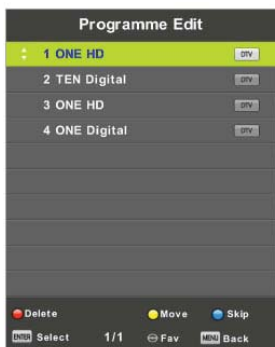 Programme Edit
1 ONE HD DTV
2 TEN Digital DTV
3 ONE HD DTV
4 ONE Digital DTV
Delete Move Skip
ENTER Select 1/1 Fav MENU Back